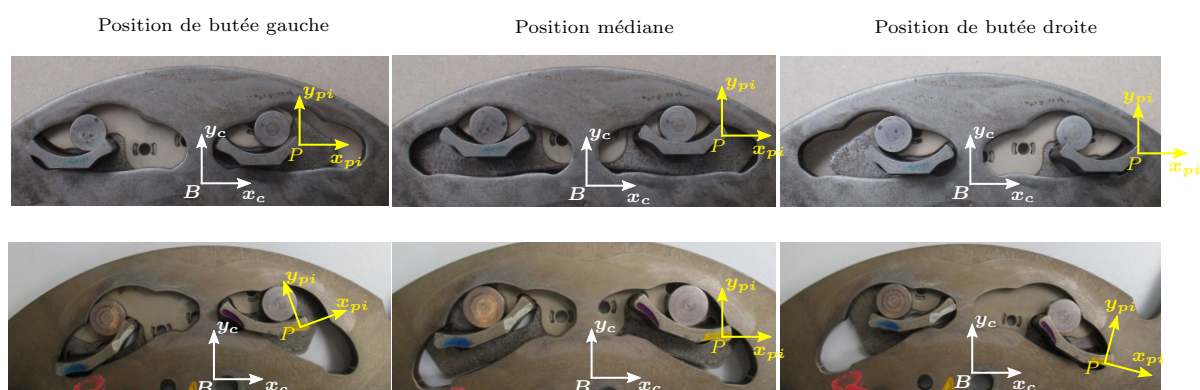 Position de butée gauche
Position médiane
Position de butée droite
y_pi
y_c
P
x_pi
B
x_c
y_pi
y_c
P
x_pi
B
x_c
y_pi
y_c
P
x_pi
B
x_c
y_pi
x_pi
y_c
P
B
x_c
y_pi
y_c
P
x_pi
B
x_c
y_pi
y_c
P
x_pi
B
x_c